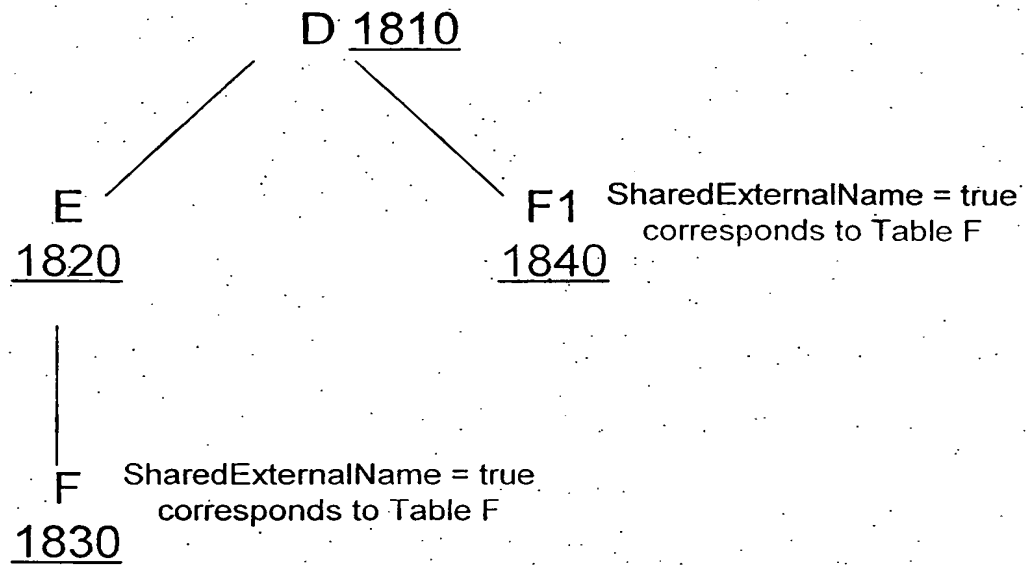 D 1810
E
1820
F1
1840
SharedExternalName = true
corresponds to Table F
F
1830
SharedExternalName = true
corresponds to Table F